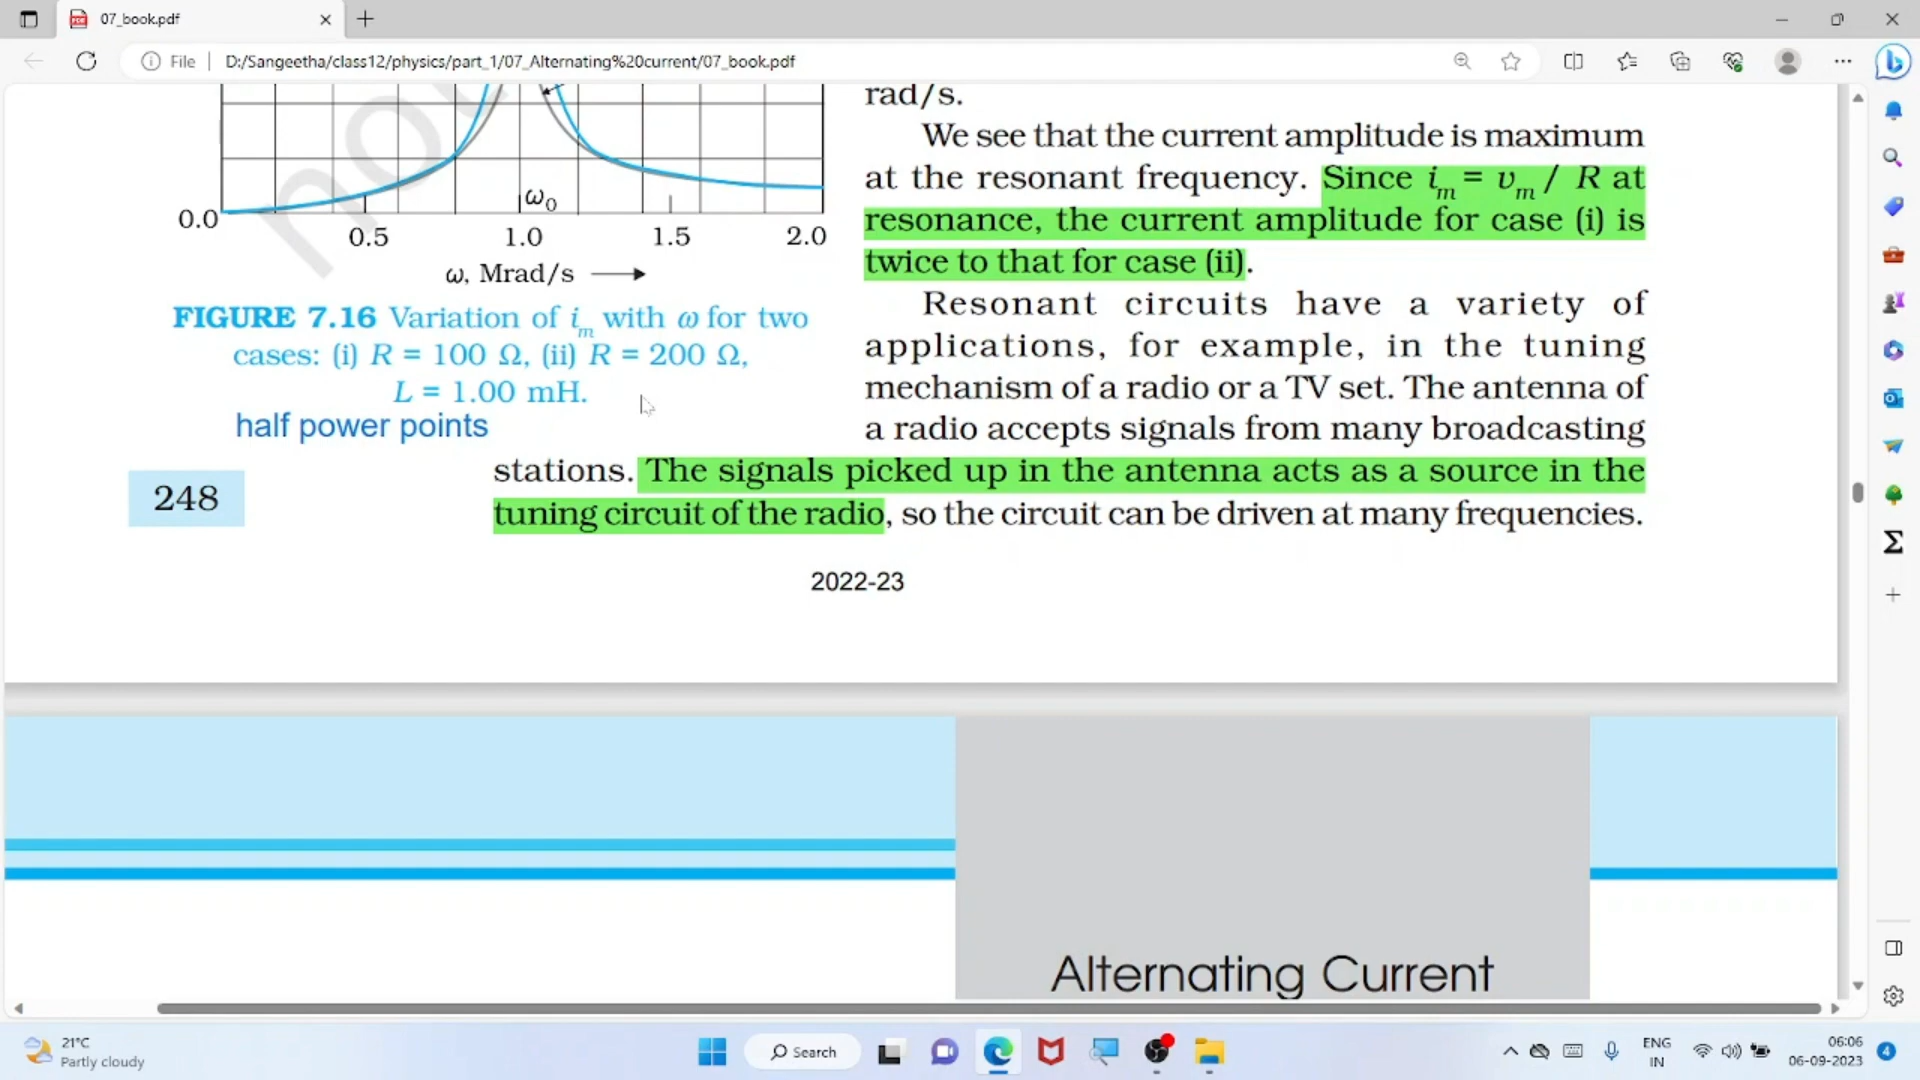 07_book.pdf
File
D:/Sangeetha/class12/physics/part_1/07_Alternating%20current/07_book.pdf
not
0.0
ω0
0.5 1.0 1.5 2.0
ω, Mrad/s
FIGURE 7.16 Variation of im with ω for two
cases: (i) R = 100 Ω, (ii) R = 200 Ω,
L = 1.00 mH.
half power points
248
rad/s.
We see that the current amplitude is maximum
at the resonant frequency. Since im = vm / R at
resonance, the current amplitude for case (i) is
twice to that for case (ii).
Resonant circuits have a variety of
applications, for example, in the tuning
mechanism of a radio or a TV set. The antenna of
a radio accepts signals from many broadcasting
stations. The signals picked up in the antenna acts as a source in the
tuning circuit of the radio, so the circuit can be driven at many frequencies.
2022-23
Alternating Current
21°C
Partly cloudy
Search
ENG
IN
06:06
06-09-2023
4